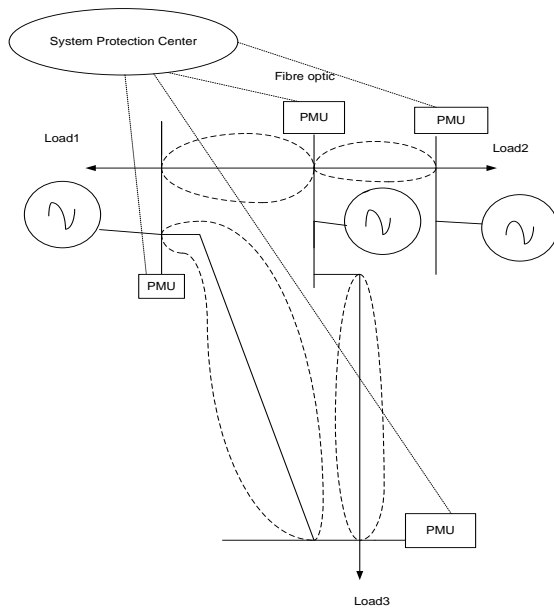 System Protection Center
Fibre optic
PMU
PMU
Load1
Load2
PMU
PMU
Load3